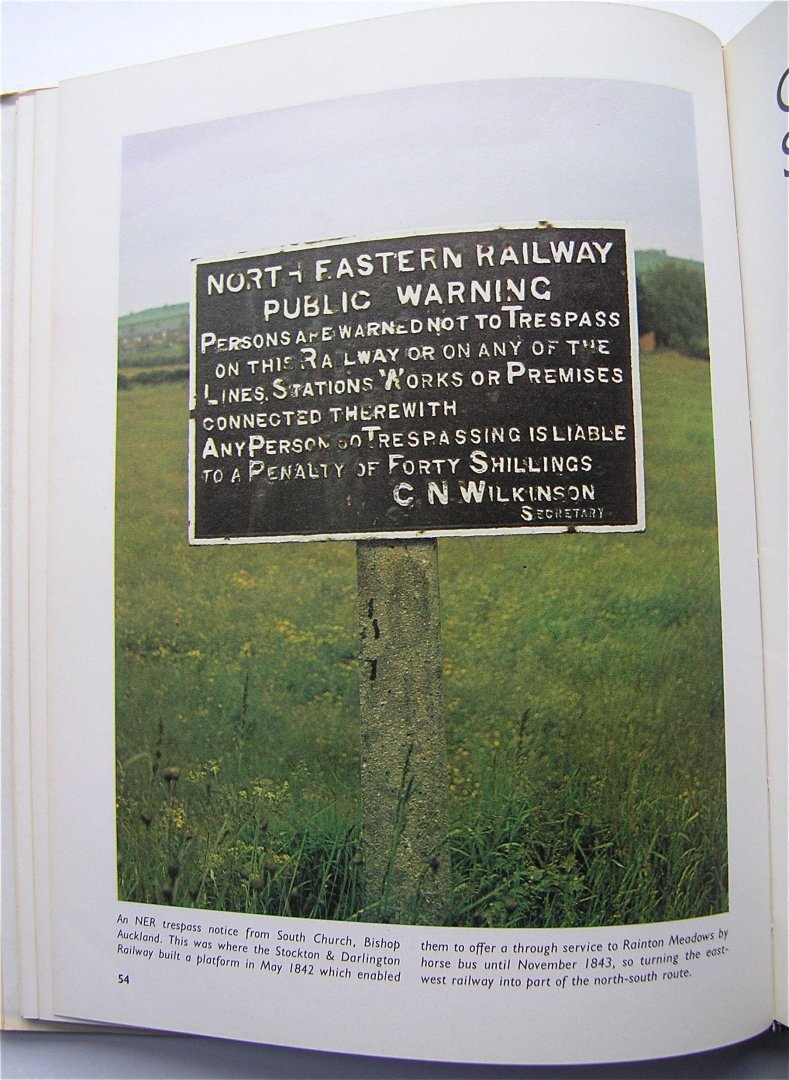 NORTH EASTERN RAILWAY
PUBLIC WARNING
PERSONS ARE WARNED NOT TO TRESPASS
ON THIS RAILWAY OR ON ANY OF THE
LINES, STATIONS WORKS OR PREMISES
CONNECTED THEREWITH
ANY PERSON SO TRESPASSING IS LIABLE
TO A PENALTY OF FORTY SHILLINGS
C N WILKINSON
SECRETARY
An NER trespass notice from South Church, Bishop
Auckland. This was where the Stockton & Darlington
Railway built a platform in May 1842 which enabled
them to offer a through service to Rainton Meadows by
horse bus until November 1843, so turning the east-
west railway into part of the north-south route.
54